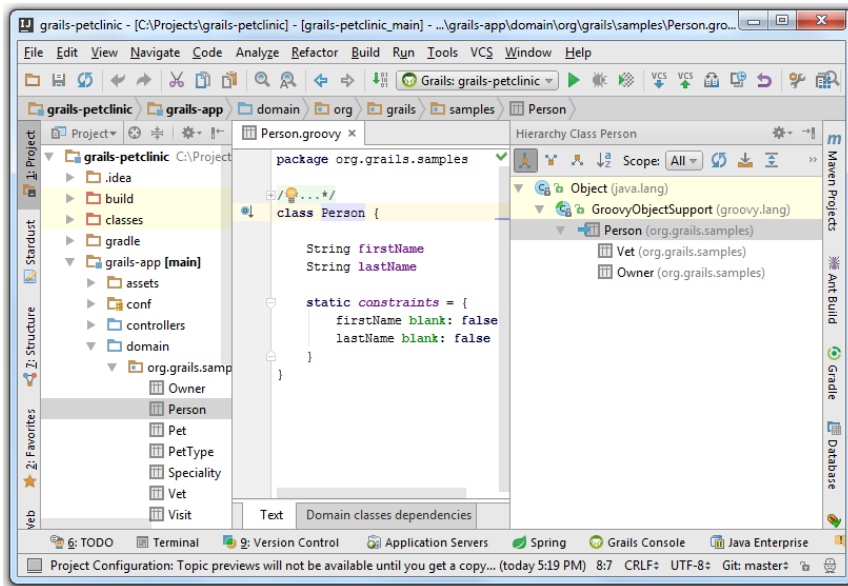 grails-petclinic - [C:\Projects\grails-petclinic] - [grails-petclinic_main] - ...\grails-app\domain\org\grails\samples\Person.gro...
File Edit View Navigate Code Analyze Refactor Build Run Tools VCS Window Help
Grails: grails-petclinic VCS VCS
grails-petclinic grails-app domain org grails samples Person
1: Project
Stardust
7: Structure
2: Favorites
Web
Project
grails-petclinic C:\Project
.idea
build
classes
gradle
grails-app [main]
assets
conf
controllers
domain
org.grails.samp
Owner
Person
Pet
PetType
Speciality
Vet
Visit
Person.groovy ×
package org.grails.samples
/...*/
class Person {
String firstName
String lastName
static constraints = {
firstName blank: false
lastName blank: false
}
}
Text Domain classes dependencies
Hierarchy Class Person
Scope: All »
Object (java.lang)
GroovyObjectSupport (groovy.lang)
Person (org.grails.samples)
Vet (org.grails.samples)
Owner (org.grails.samples)
Maven Projects
Ant Build
Gradle
Database
6: TODO Terminal 9: Version Control Application Servers Spring Grails Console Java Enterprise
Project Configuration: Topic previews will not be available until you get a copy... (today 5:19 PM) 8:7 CRLF UTF-8 Git: master